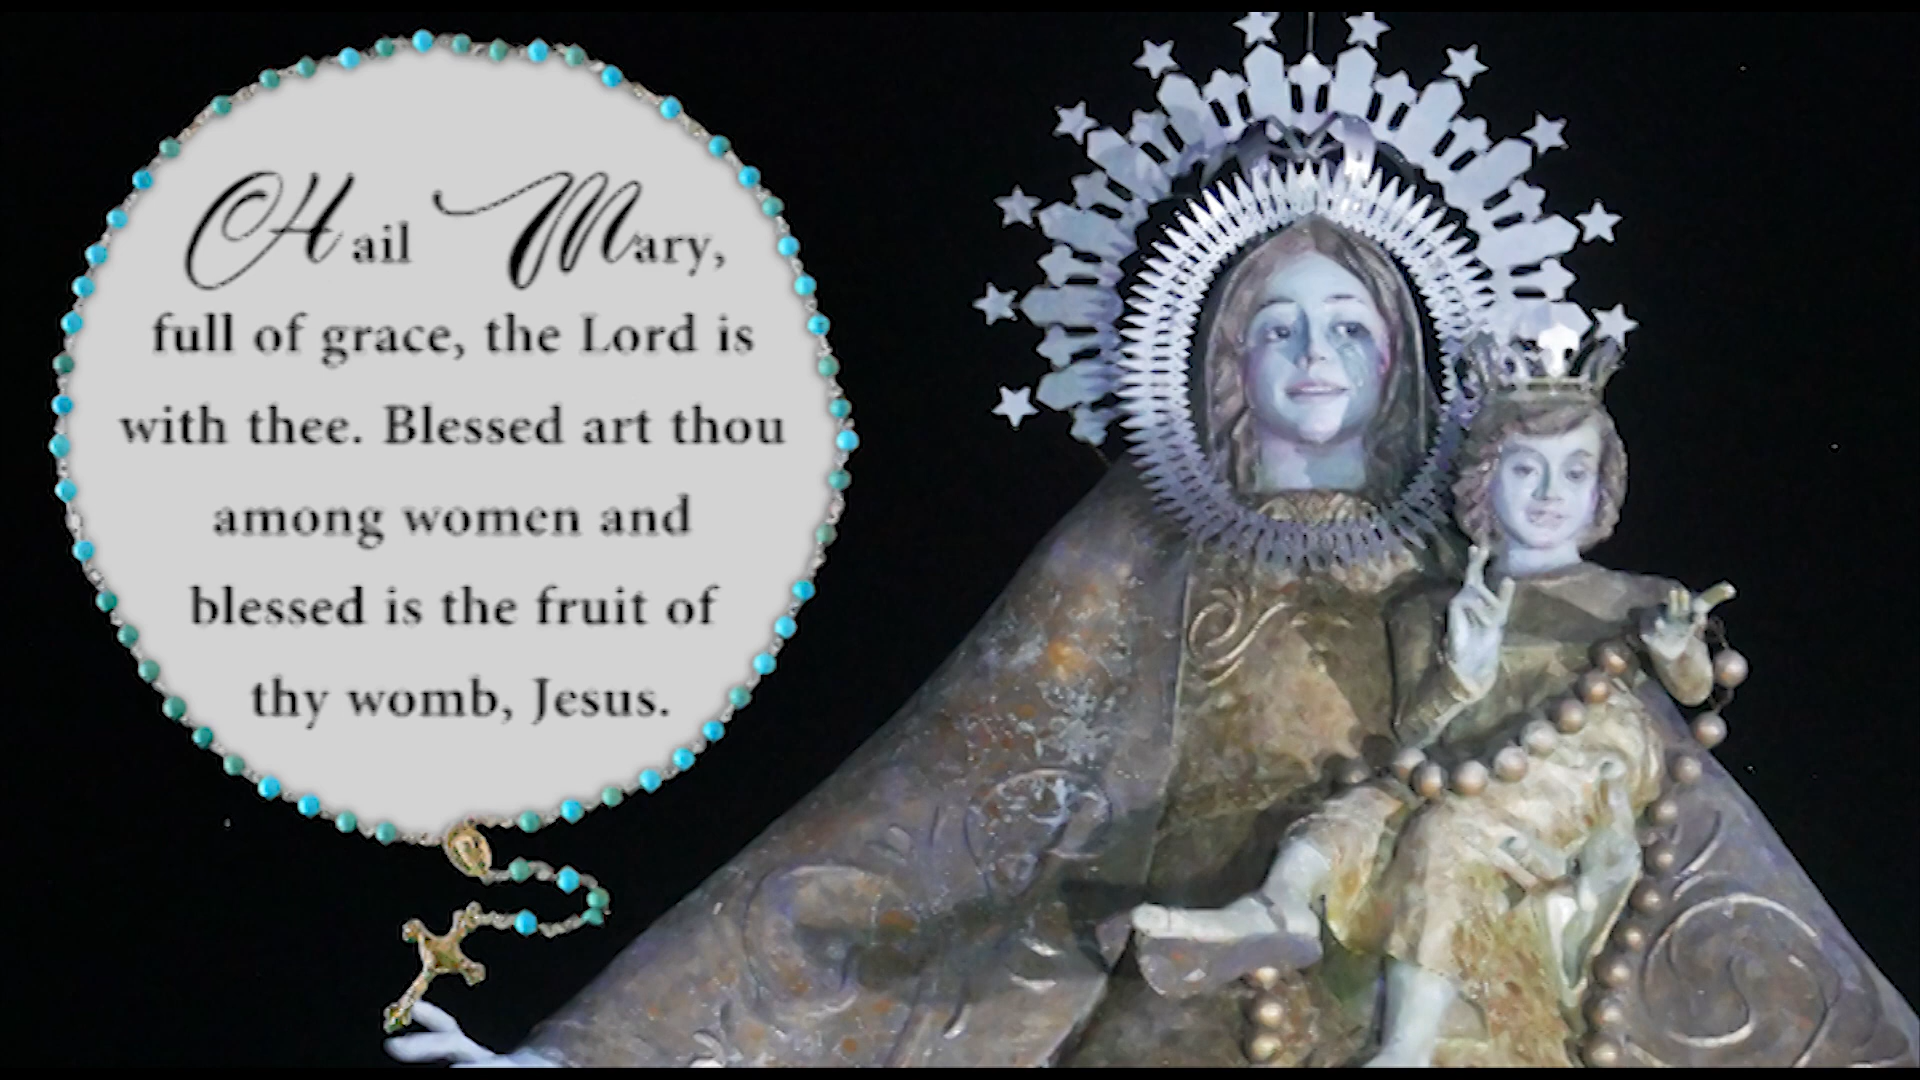 Hail Mary,
full of grace, the Lord is
with thee. Blessed art thou
among women and
blessed is the fruit of
thy womb, Jesus.